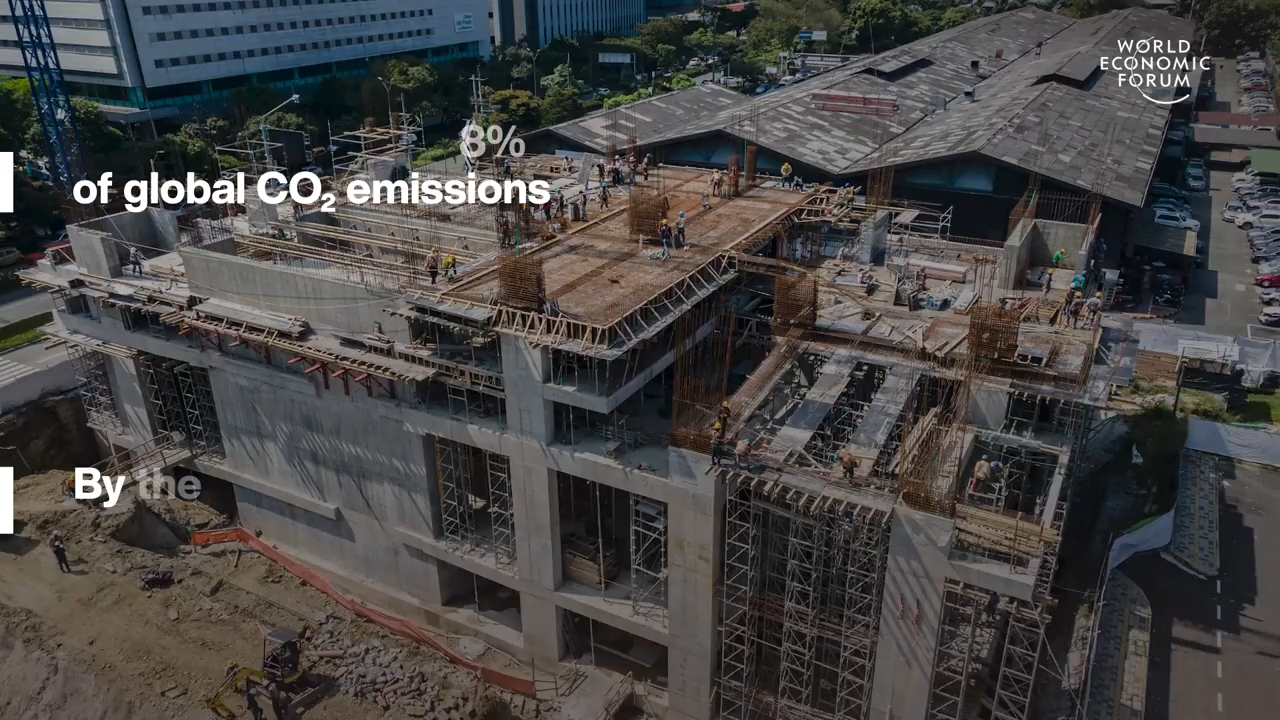 WORLD
ECONOMIC
FORUM
8%
of global CO₂ emissions
By the